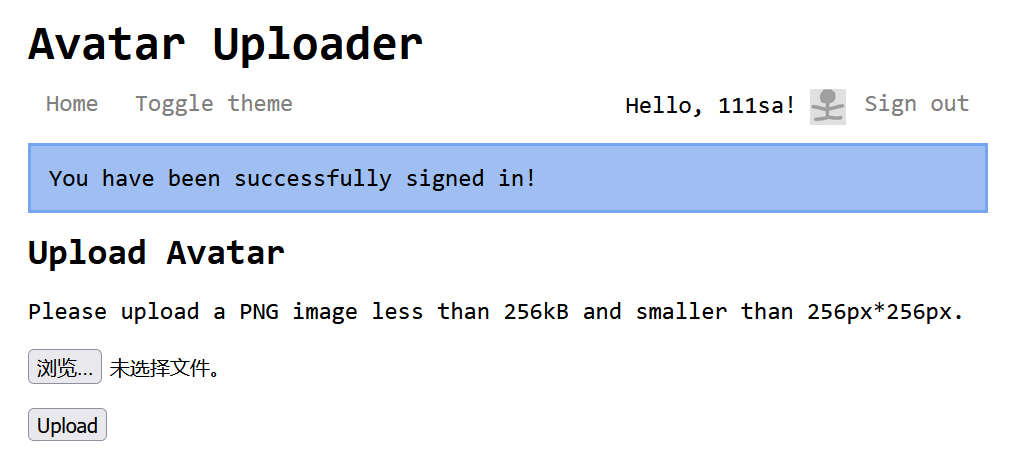 Avatar Uploader
Home Toggle theme Hello, 111sa! Sign out
You have been successfully signed in!
Upload Avatar
Please upload a PNG image less than 256kB and smaller than 256px*256px.
浏览… 未选择文件。
Upload